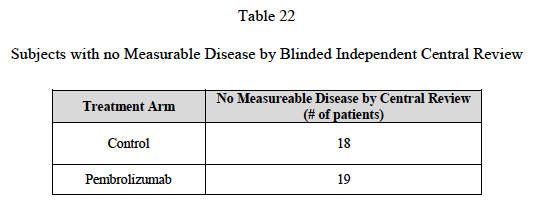 Table 22
Subjects with no Measurable Disease by Blinded Independent Central Review
Treatment Arm No Measureable Disease by Central Review
(# of patients)
Control 18
Pembrolizumab 19